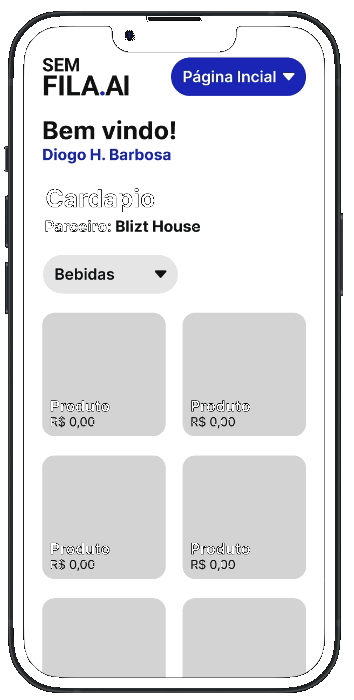 SEM
FILA.AI
Página Incial
Bem vindo!
Diogo H. Barbosa
Cardapio
Parceiro: Blizt House
Bebidas
Produto
R$ 0,00
Produto
R$ 0,00
Produto
R$ 0,00
Produto
R$ 0,00